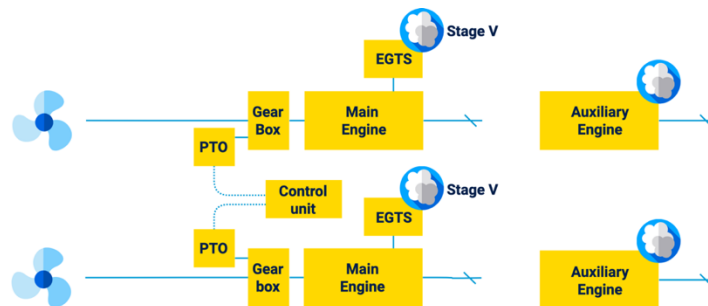 Stage V
EGTS
Gear
Box
Main
Engine
Auxiliary
Engine
PTO
Control
unit
Stage V
EGTS
PTO
Gear
box
Main
Engine
Auxiliary
Engine